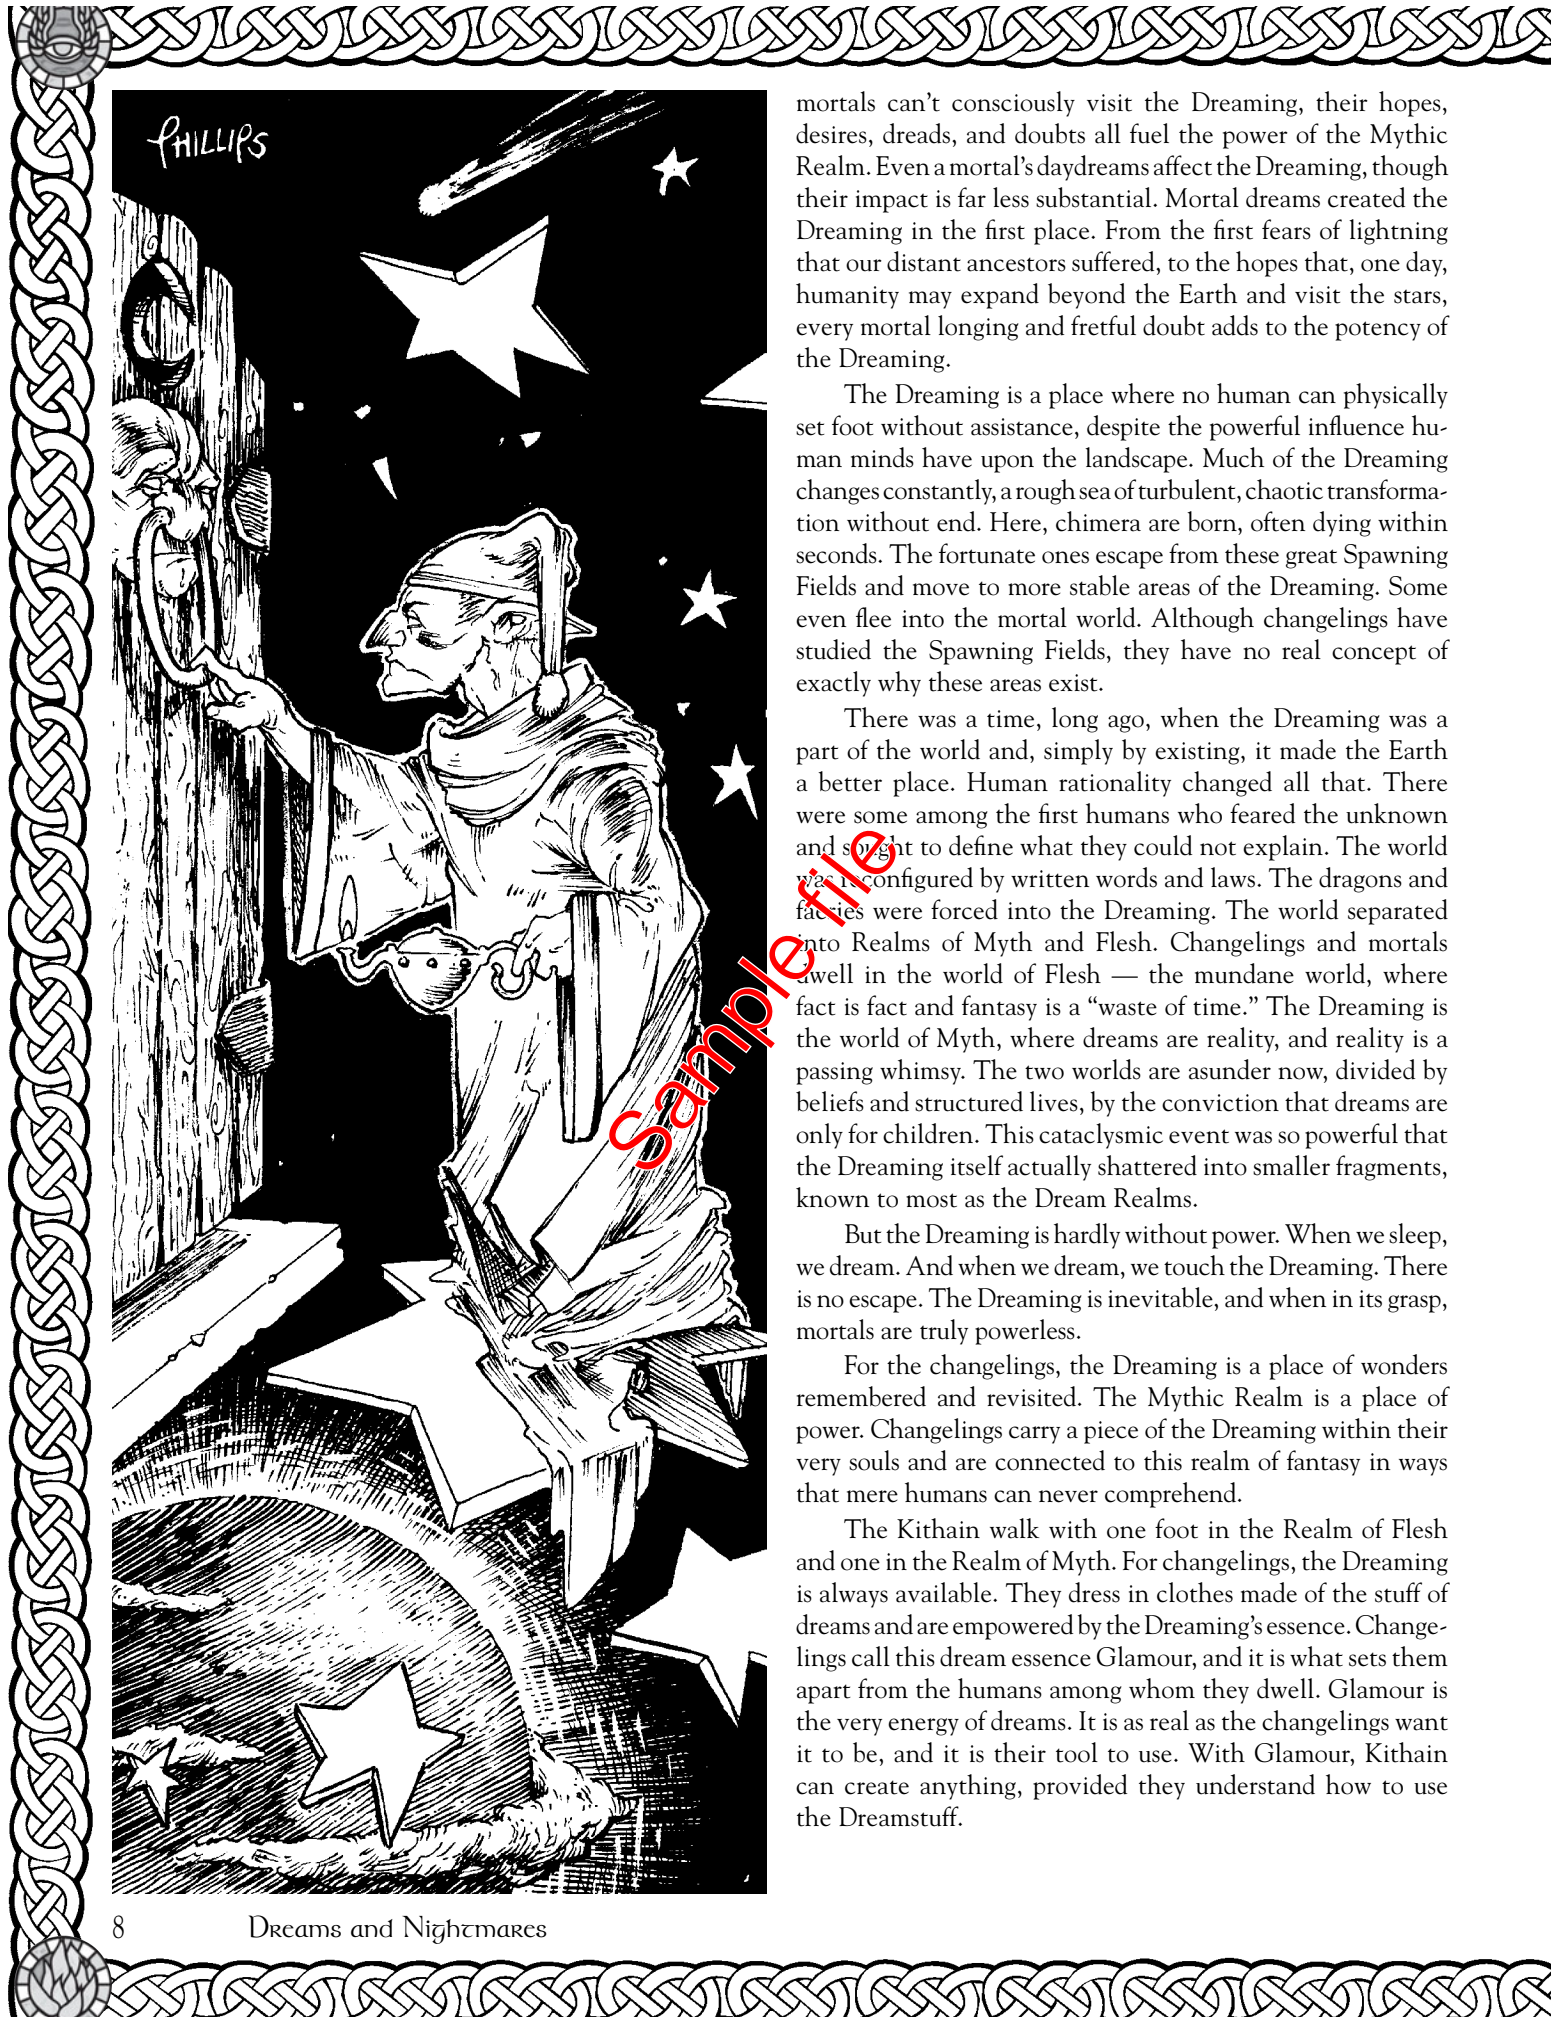 PHILLIPS
mortals can't consciously visit the Dreaming, their hopes,
desires, dreads, and doubts all fuel the power of the Mythic
Realm. Even a mortal's daydreams affect the Dreaming, though
their impact is far less substantial. Mortal dreams created the
Dreaming in the first place. From the first fears of lightning
that our distant ancestors suffered, to the hopes that, one day,
humanity may expand beyond the Earth and visit the stars,
every mortal longing and fretful doubt adds to the potency of
the Dreaming.
The Dreaming is a place where no human can physically
set foot without assistance, despite the powerful influence hu-
man minds have upon the landscape. Much of the Dreaming
changes constantly, a rough sea of turbulent, chaotic transforma-
tion without end. Here, chimera are born, often dying within
seconds. The fortunate ones escape from these great Spawning
Fields and move to more stable areas of the Dreaming. Some
even flee into the mortal world. Although changelings have
studied the Spawning Fields, they have no real concept of
exactly why these areas exist.
There was a time, long ago, when the Dreaming was a
part of the world and, simply by existing, it made the Earth
a better place. Human rationality changed all that. There
were some among the first humans who feared the unknown
and sought to define what they could not explain. The world
was reconfigured by written words and laws. The dragons and
faeries were forced into the Dreaming. The world separated
into Realms of Myth and Flesh. Changelings and mortals
dwell in the world of Flesh — the mundane world, where
fact is fact and fantasy is a “waste of time.” The Dreaming is
the world of Myth, where dreams are reality, and reality is a
passing whimsy. The two worlds are asunder now, divided by
beliefs and structured lives, by the conviction that dreams are
only for children. This cataclysmic event was so powerful that
the Dreaming itself actually shattered into smaller fragments,
known to most as the Dream Realms.
But the Dreaming is hardly without power. When we sleep,
we dream. And when we dream, we touch the Dreaming. There
is no escape. The Dreaming is inevitable, and when in its grasp,
mortals are truly powerless.
For the changelings, the Dreaming is a place of wonders
remembered and revisited. The Mythic Realm is a place of
power. Changelings carry a piece of the Dreaming within their
very souls and are connected to this realm of fantasy in ways
that mere humans can never comprehend.
The Kithain walk with one foot in the Realm of Flesh
and one in the Realm of Myth. For changelings, the Dreaming
is always available. They dress in clothes made of the stuff of
dreams and are empowered by the Dreaming's essence. Change-
lings call this dream essence Glamour, and it is what sets them
apart from the humans among whom they dwell. Glamour is
the very energy of dreams. It is as real as the changelings want
it to be, and it is their tool to use. With Glamour, Kithain
can create anything, provided they understand how to use
the Dreamstuff.
Sample file
8 Dreams and Nightmares